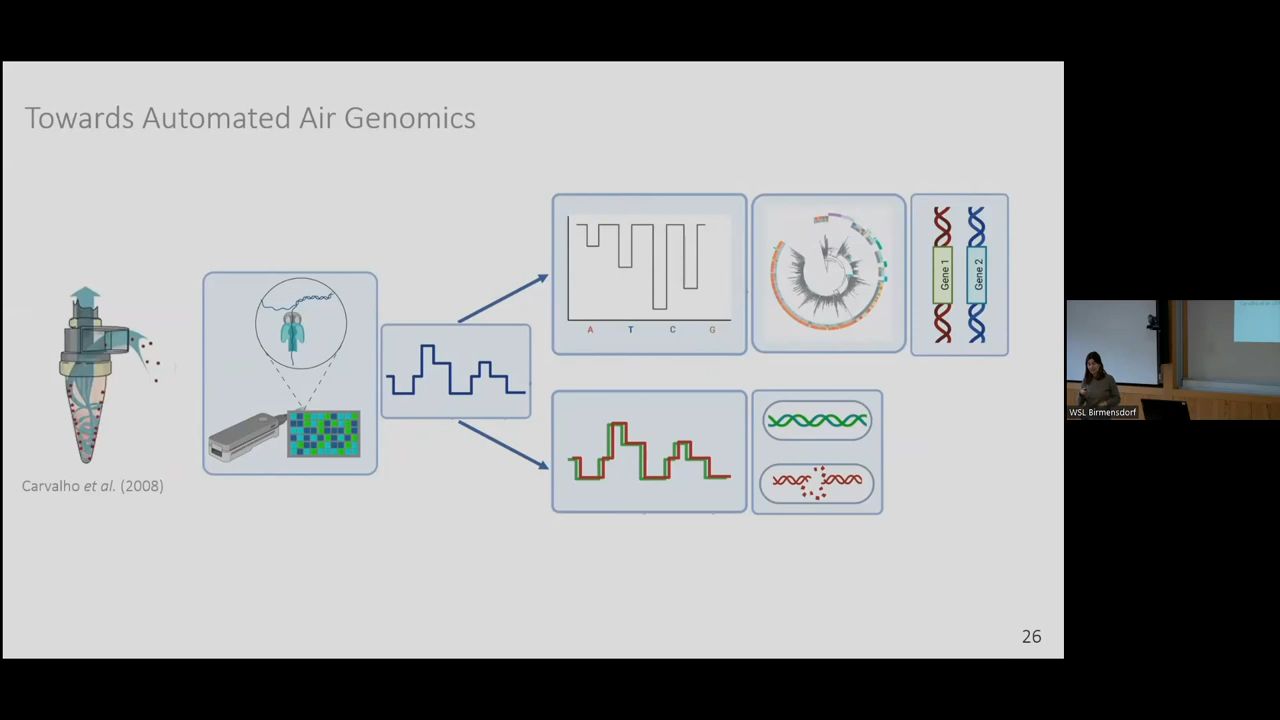 Towards Automated Air Genomics
A T C G
Gene 1
Gene 2
Carvalho et al. (2008)
WSL Birmensdorf
26